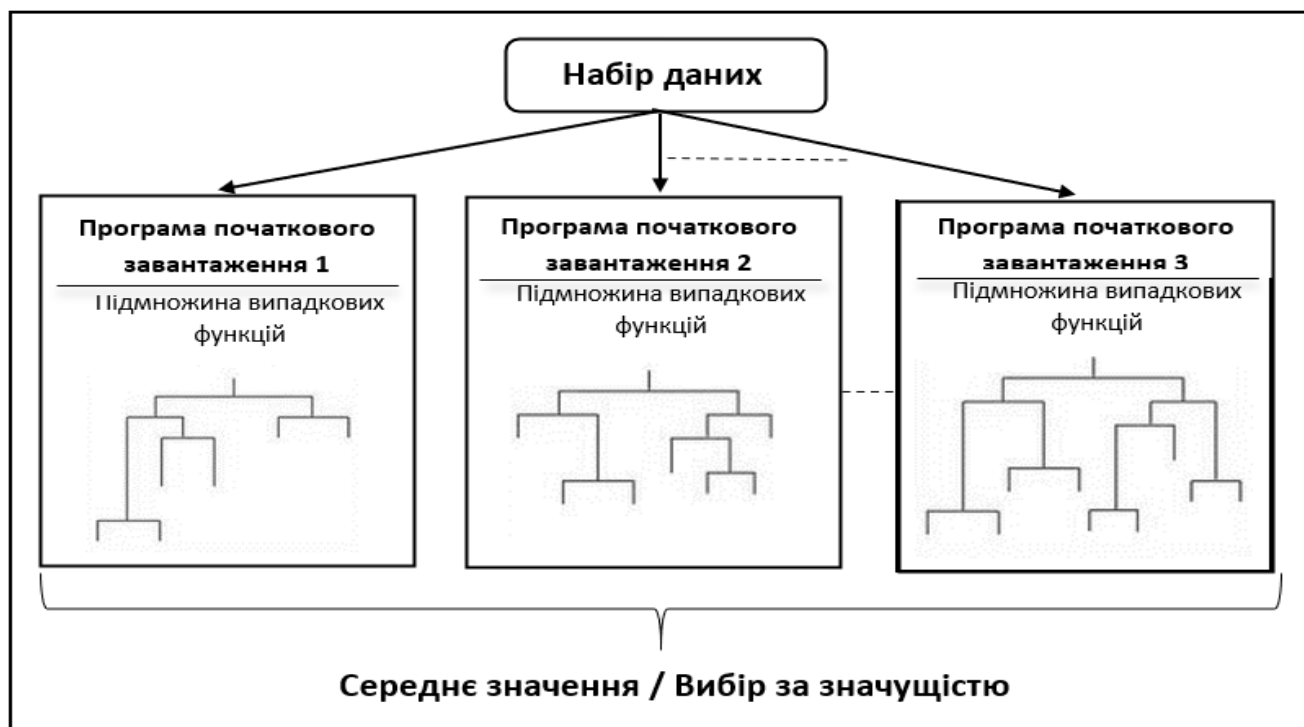 Набір даних
Програма початкового
завантаження 1
Підмножина випадкових
функцій
Програма початкового
завантаження 2
Підмножина випадкових
функцій
Програма початкового
завантаження 3
Підмножина випадкових
функцій
Середнє значення / Вибір за значущістю